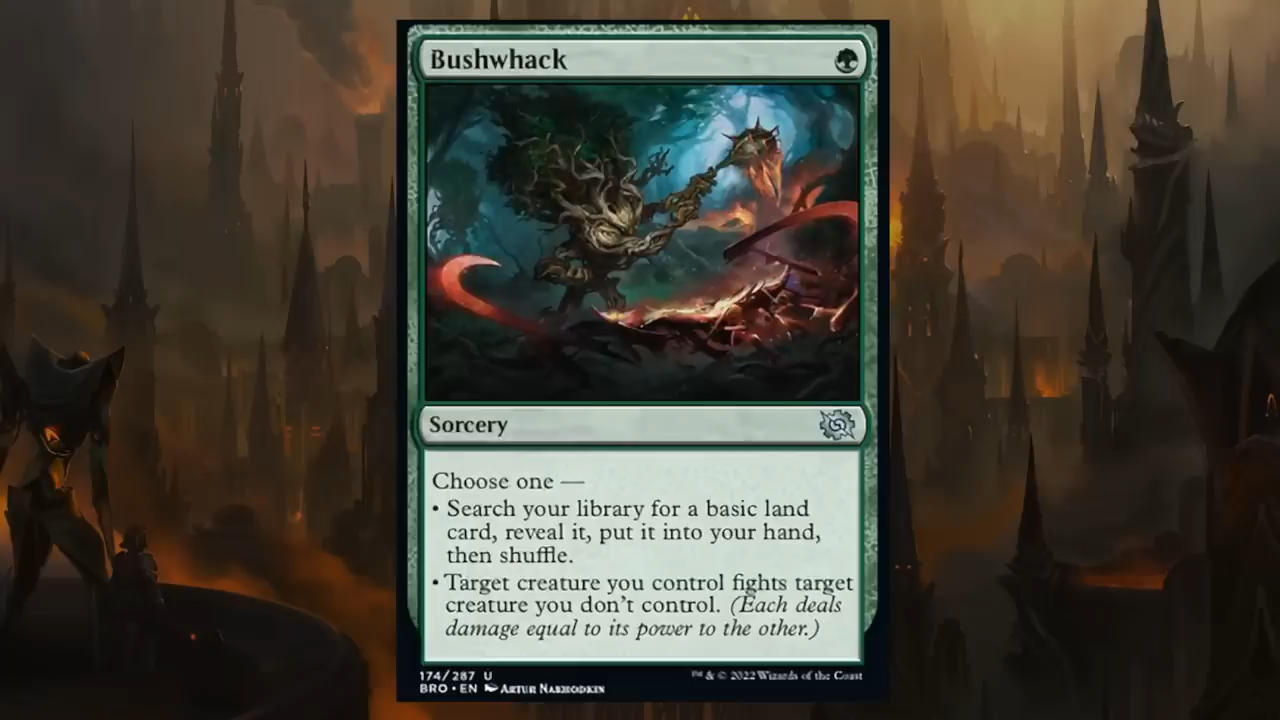 Bushwhack
Sorcery
Choose one —
• Search your library for a basic land
card, reveal it, put it into your hand,
then shuffle.
• Target creature you control fights target
creature you don't control. (Each deals
damage equal to its power to the other.)
174/287 U
BRO • EN Artur Nakhodkin
™ & © 2022 Wizards of the Coast